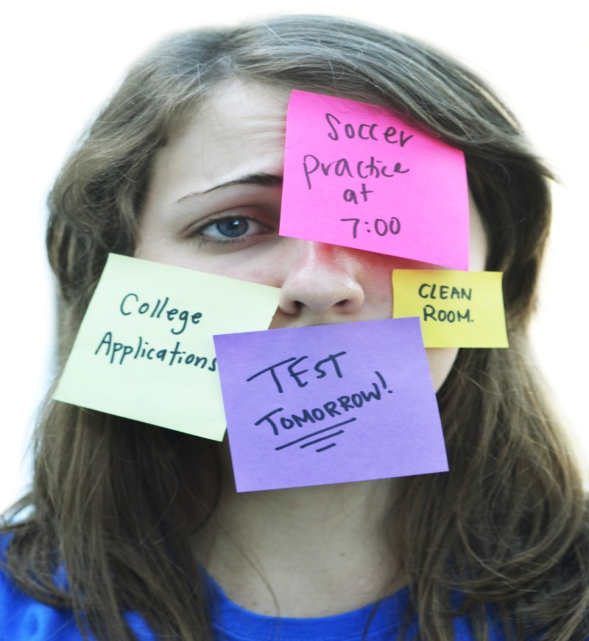 Soccer
practice
at
7:00
College
Applications
CLEAN
ROOM.
TEST
TOMORROW!